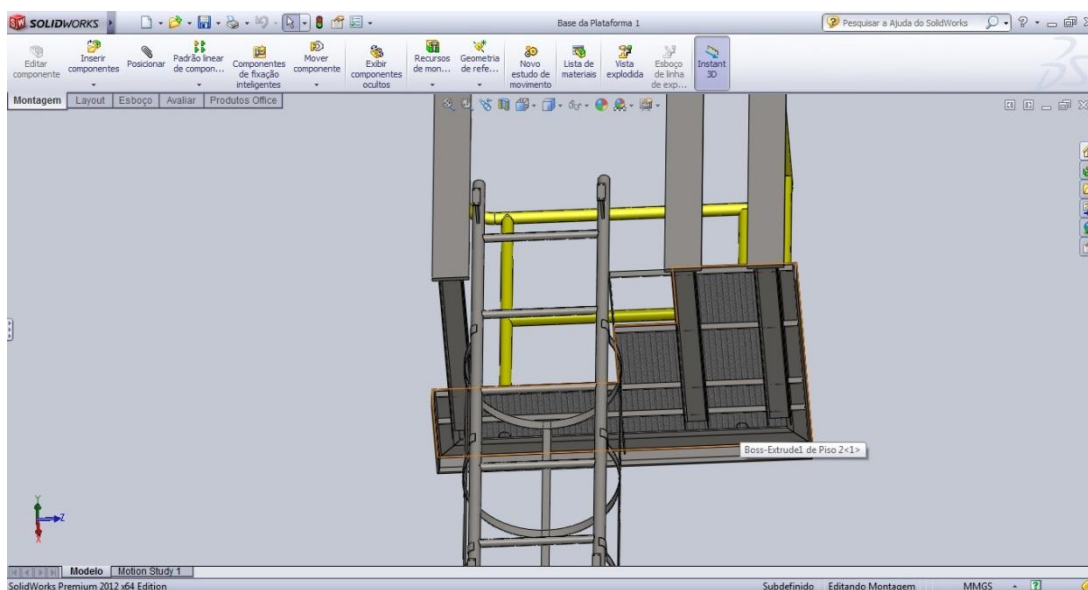 SOLIDWORKS
Base da Plataforma 1
Pesquisar a Ajuda do SolidWorks
Editar componente
Inserir componentes
Posicionar
Padrão linear de compon...
Componentes de fixação inteligentes
Mover componente
Exibir componentes ocultos
Recursos de mon...
Geometria de refe...
Novo estudo de movimento
Lista de materiais
Vista explodida
Esboço de linha de exp...
Instant 3D
Montagem Layout Esboço Avaliar Produtos Office
Boss-Extrude1 de Piso 2<1>
Y
Z
X
Modelo Motion Study 1
SolidWorks Premium 2012 x64 Edition
Subdefinido Editando Montagem MMGS